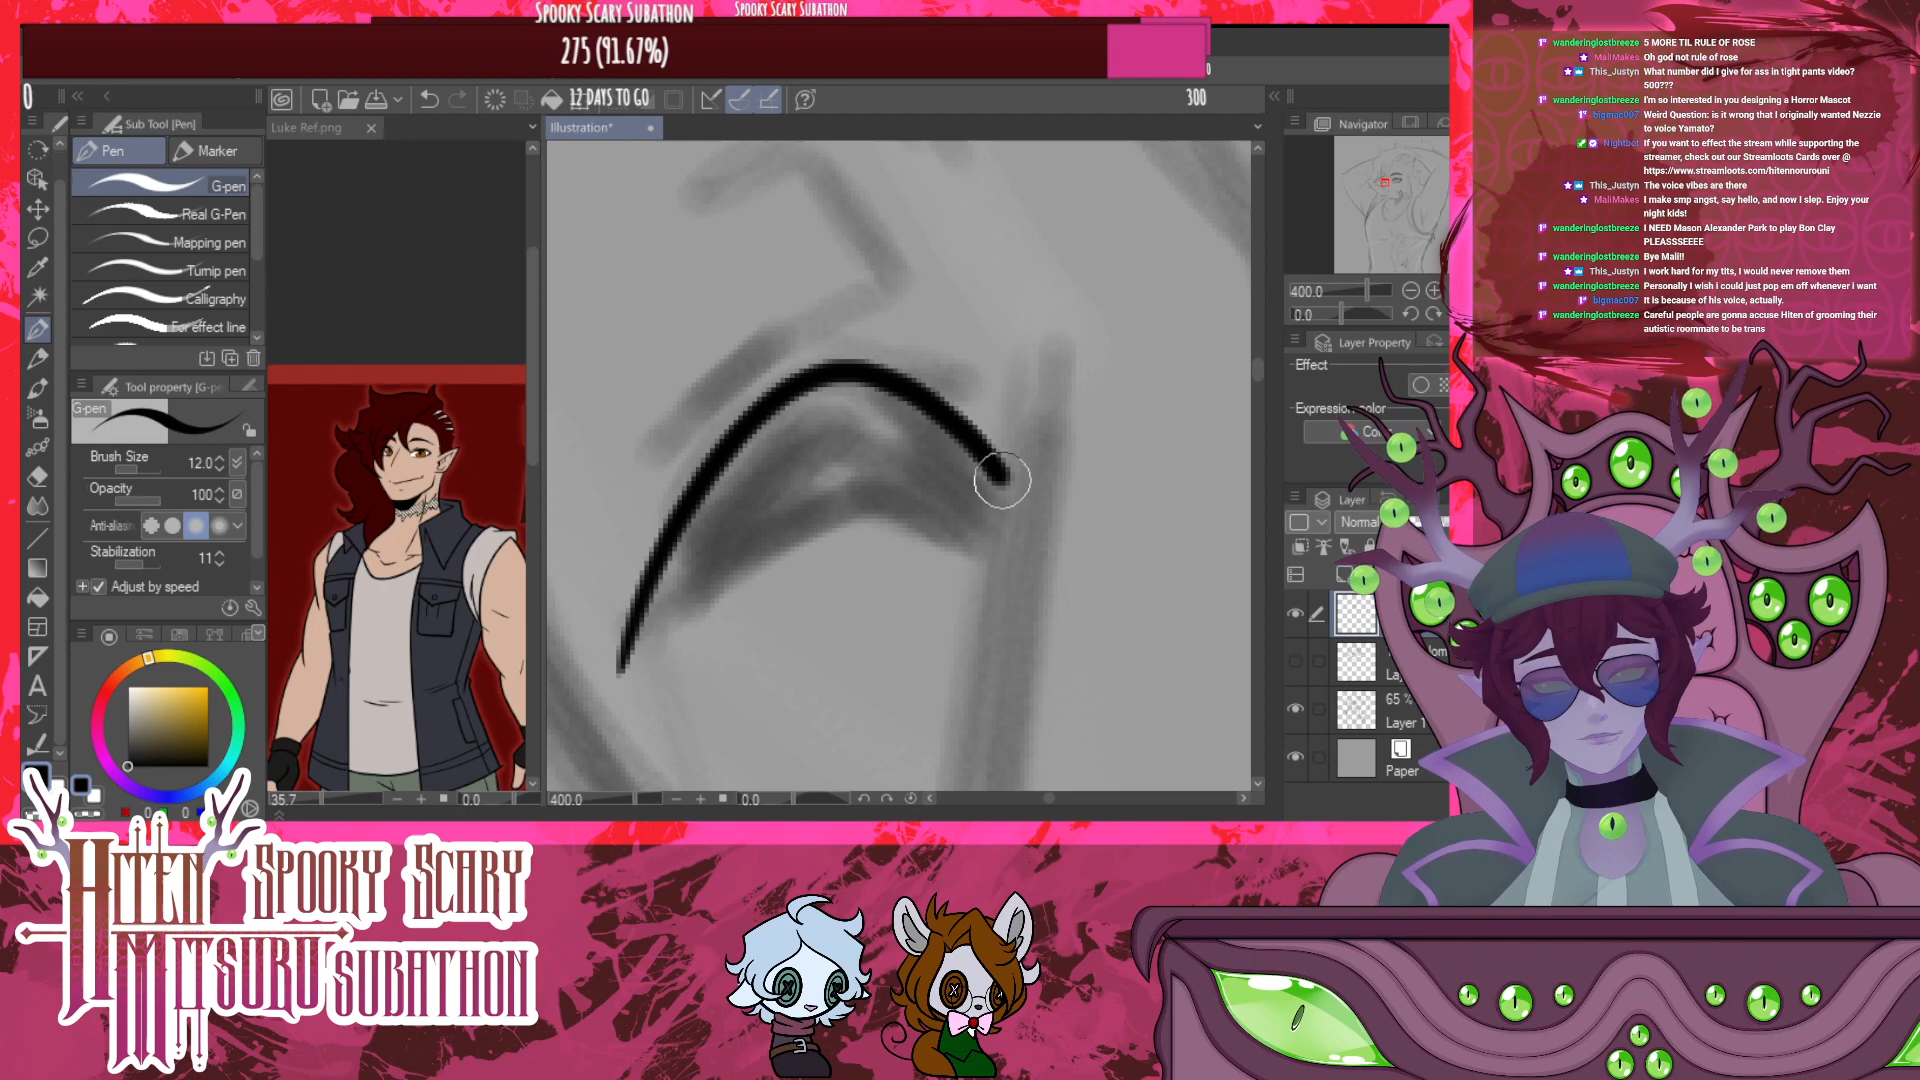 Spooky Scary Subathon
Spooky Scary Subathon
275 (91.67%)
0
12 DAYS TO GO
300
Sub Tool [Pen]
Luke Ref.png
Illustration*
Navigator
Pen
Marker
G-pen
Real G-Pen
Mapping pen
Turnip pen
Calligraphy
For effect line
Tool property [G-pe
G-pen
Brush Size
12.0
Opacity
100
Anti-aliasin
Stabilization
11
Adjust by speed
35.7
0.0
400.0
0.0
400.0
0.0
Layer Property
Effect
Expression color
Layer
Normal
65 %
Layer 1
Paper
wanderinglostbreeze 5 MORE TIL RULE OF ROSE
MaliMakes Oh god not rule of rose
This_Justyn What number did I give for ass in tight pants video?
500???
wanderinglostbreeze I'm so interested in you designing a Horror Mascot
bigmac007 Weird Question: is it wrong that I originally wanted Nezzie
to voice Yamato?
Nightbot If you want to effect the stream while supporting the
streamer, check out our Streamloots Cards over @
https://www.streamloots.com/hitennorurouni
This_Justyn The voice vibes are there
MaliMakes I make smp angst, say hello, and now I slep. Enjoy your
night kids!
wanderinglostbreeze I NEED Mason Alexander Park to play Bon Clay
PLEASSSEEEE
wanderinglostbreeze Bye Mali!!
This_Justyn I work hard for my tits, I would never remove them
wanderinglostbreeze Personally I wish i could just pop em off whenever i want
bigmac007 It is because of his voice, actually.
wanderinglostbreeze Careful people are gonna accuse Hiten of grooming their
autistic roommate to be trans
Hiten
Mitsuru
Spooky Scary
Subathon